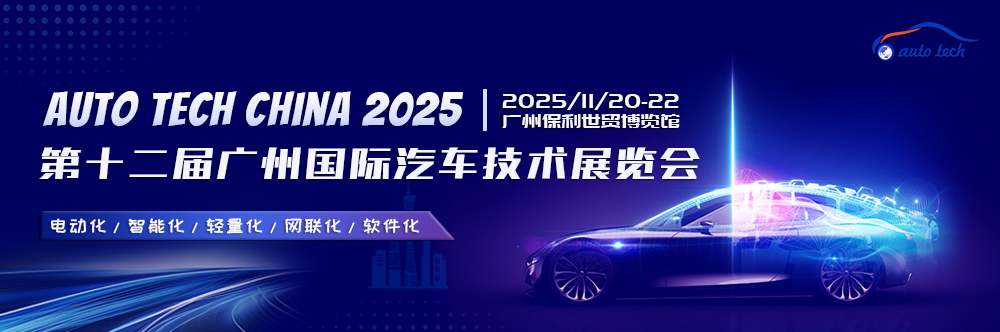 auto tech
AUTO TECH CHINA 2025
2025/11/20-22
广州保利世贸博览馆
第十二届广州国际汽车技术展览会
电动化 / 智能化 / 轻量化 / 网联化 / 软件化